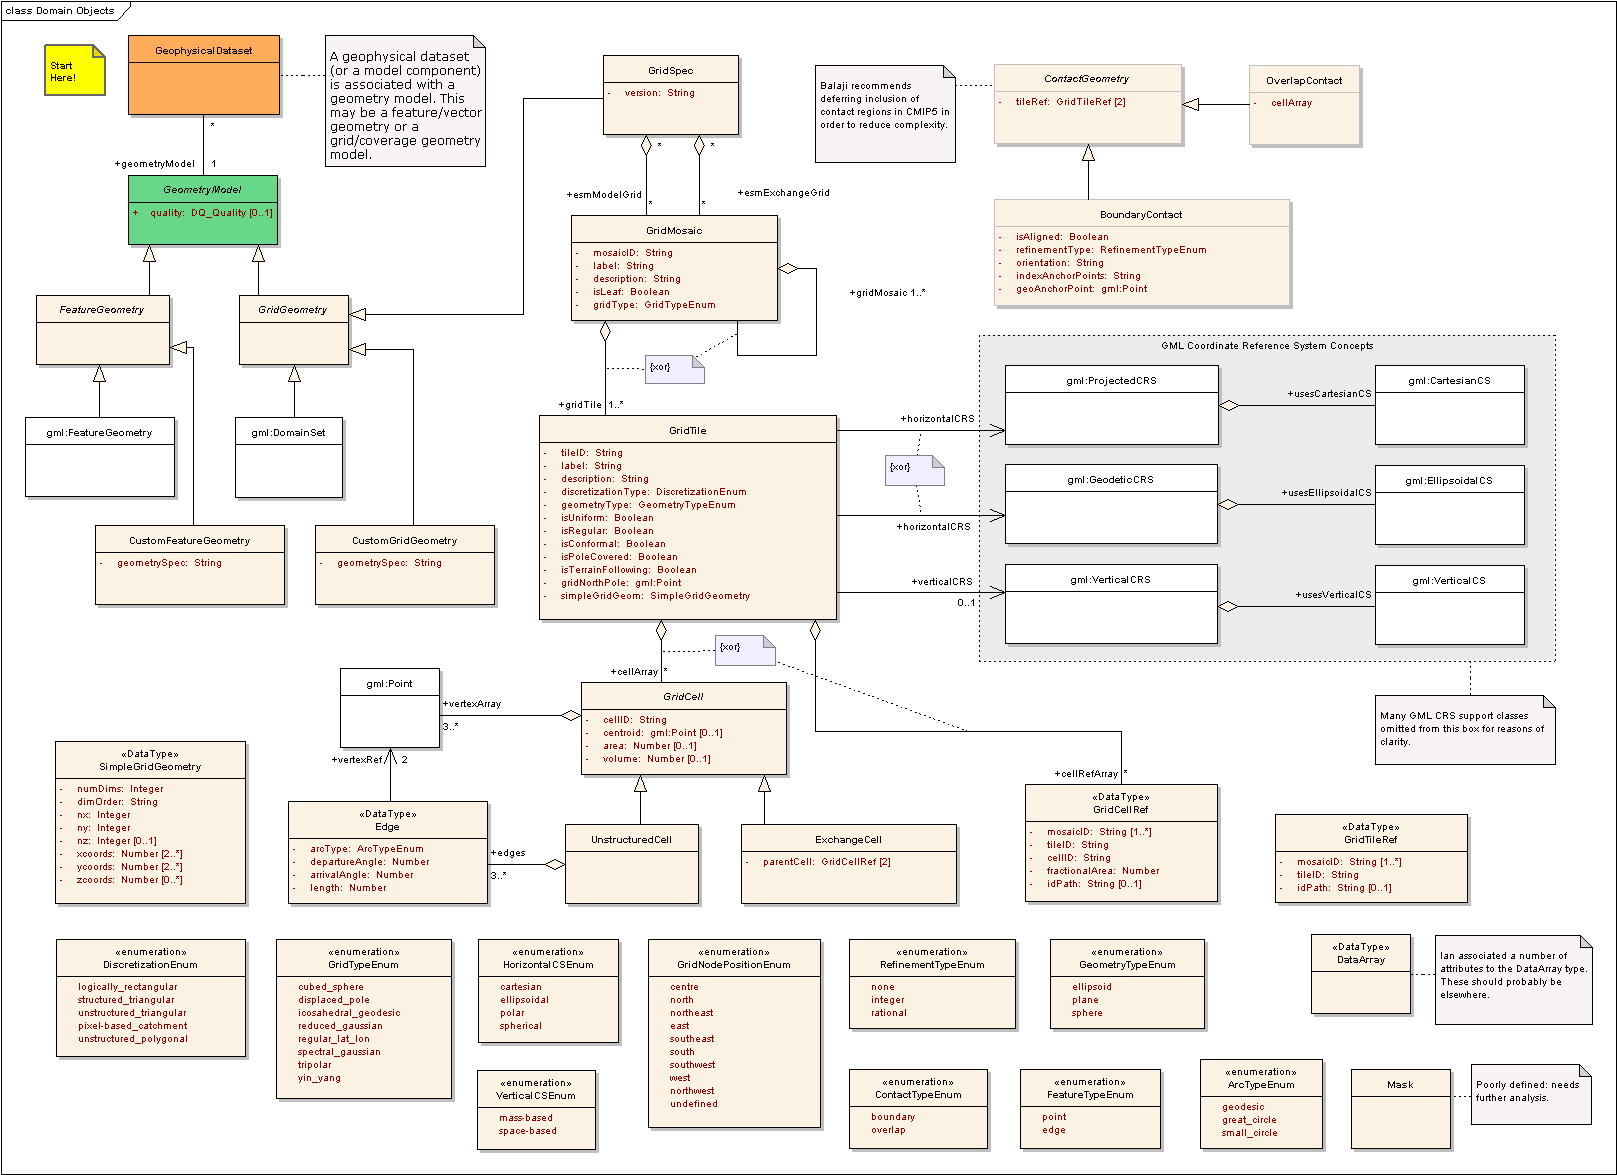 class Domain Objects
Start
Here!
GeophysicalDataset
A geophysical dataset
(or a model component)
is associated with a
geometry model. This
may be a feature/vector
geometry or a
grid/coverage geometry
model.
*
+geometryModel 1
GeometryModel
+ quality: DQ_Quality [0..1]
FeatureGeometry
GridGeometry
gml:FeatureGeometry
gml:DomainSet
CustomFeatureGeometry
- geometrySpec: String
CustomGridGeometry
- geometrySpec: String
GridSpec
- version: String
* *
+esmModelGrid
*
+esmExchangeGrid
*
GridMosaic
- mosaicID: String
- label: String
- description: String
- isLeaf: Boolean
- gridType: GridTypeEnum
+gridMosaic 1..*
{xor}
+gridTile 1..*
Balaji recommends
deferring inclusion of
contact regions in CMIP5 in
order to reduce complexity.
ContactGeometry
- tileRef: GridTileRef [2]
OverlapContact
- cellArray
BoundaryContact
- isAligned: Boolean
- refinementType: RefinementTypeEnum
- orientation: String
- indexAnchorPoints: String
- geoAnchorPoint: gml:Point
GridTile
- tileID: String
- label: String
- description: String
- discretizationType: DiscretizationEnum
- geometryType: GeometryTypeEnum
- isUniform: Boolean
- isRegular: Boolean
- isConformal: Boolean
- isPoleCovered: Boolean
- isTerrainFollowing: Boolean
- gridNorthPole: gml:Point
- simpleGridGeom: SimpleGridGeometry
+horizontalCRS
{xor}
+horizontalCRS
+verticalCRS
0..1
GML Coordinate Reference System Concepts
gml:ProjectedCRS
+usesCartesianCS
gml:CartesianCS
gml:GeodeticCRS
+usesEllipsoidalCS
gml:EllipsoidalCS
gml:VerticalCRS
+usesVerticalCS
gml:VerticalCS
Many GML CRS support classes
omitted from this box for reasons of
clarity.
{xor}
+cellArray *
gml:Point
+vertexArray
3..*
GridCell
- cellID: String
- centroid: gml:Point [0..1]
- area: Number [0..1]
- volume: Number [0..1]
+vertexRef 2
+cellRefArray *
«DataType»
SimpleGridGeometry
- numDims: Integer
- dimOrder: String
- nx: Integer
- ny: Integer
- nz: Integer [0..1]
- xcoords: Number [2..*]
- ycoords: Number [2..*]
- zcoords: Number [0..*]
«DataType»
Edge
- arcType: ArcTypeEnum
- departureAngle: Number
- arrivalAngle: Number
- length: Number
+edges
3..*
UnstructuredCell
ExchangeCell
- parentCell: GridCellRef [2]
«DataType»
GridCellRef
- mosaicID: String [1..*]
- tileID: String
- cellID: String
- fractionalArea: Number
- idPath: String [0..1]
«DataType»
GridTileRef
- mosaicID: String [1..*]
- tileID: String
- idPath: String [0..1]
«enumeration»
DiscretizationEnum
logically_rectangular
structured_triangular
unstructured_triangular
pixel-based_catchment
unstructured_polygonal
«enumeration»
GridTypeEnum
cubed_sphere
displaced_pole
icosahedral_geodesic
reduced_gaussian
regular_lat_lon
spectral_gaussian
tripolar
yin_yang
«enumeration»
HorizontalCSEnum
cartesian
ellipsoidal
polar
spherical
«enumeration»
VerticalCSEnum
mass-based
space-based
«enumeration»
GridNodePositionEnum
centre
north
northeast
east
southeast
south
southwest
west
northwest
undefined
«enumeration»
RefinementTypeEnum
none
integer
rational
«enumeration»
GeometryTypeEnum
ellipsoid
plane
sphere
«DataType»
DataArray
Ian associated a number of
attributes to the DataArray type.
These should probably be
elsewhere.
«enumeration»
ContactTypeEnum
boundary
overlap
«enumeration»
FeatureTypeEnum
point
edge
«enumeration»
ArcTypeEnum
geodesic
great_circle
small_circle
Mask
Poorly defined: needs
further analysis.